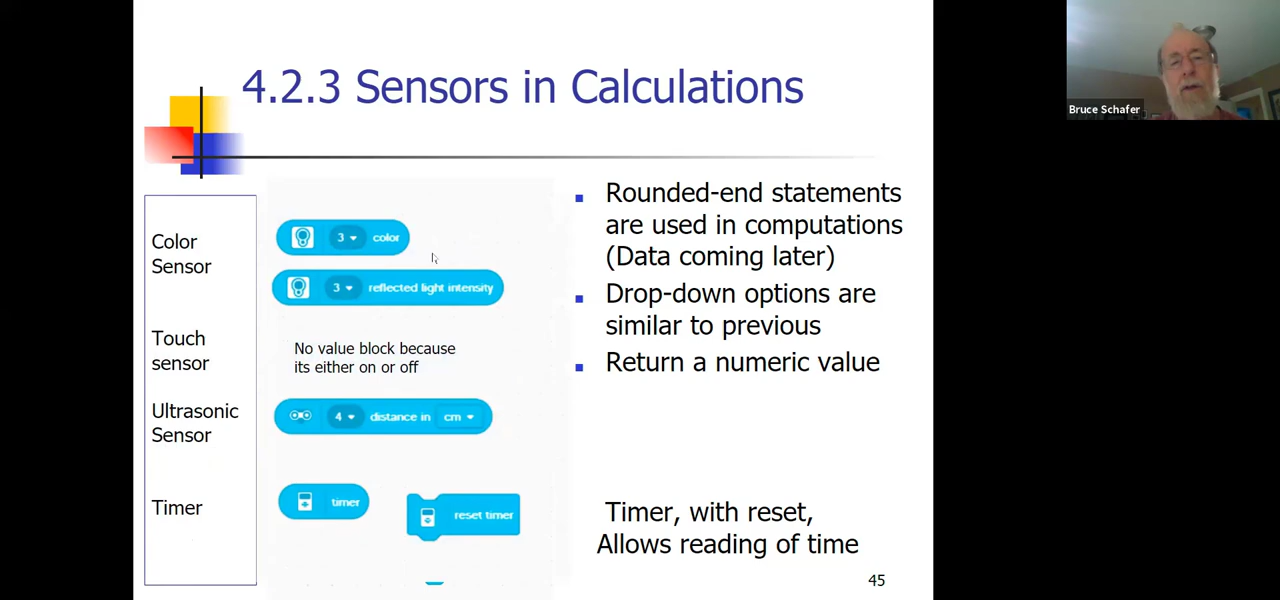 4.2.3 Sensors in Calculations
Bruce Schafer
Color
Sensor
3 color
3 reflected light intensity
Touch
sensor
No value block because
its either on or off
Ultrasonic
Sensor
4 distance in cm
Timer
timer
reset timer
Rounded-end statements
are used in computations
(Data coming later)
Drop-down options are
similar to previous
Return a numeric value
Timer, with reset,
Allows reading of time
45